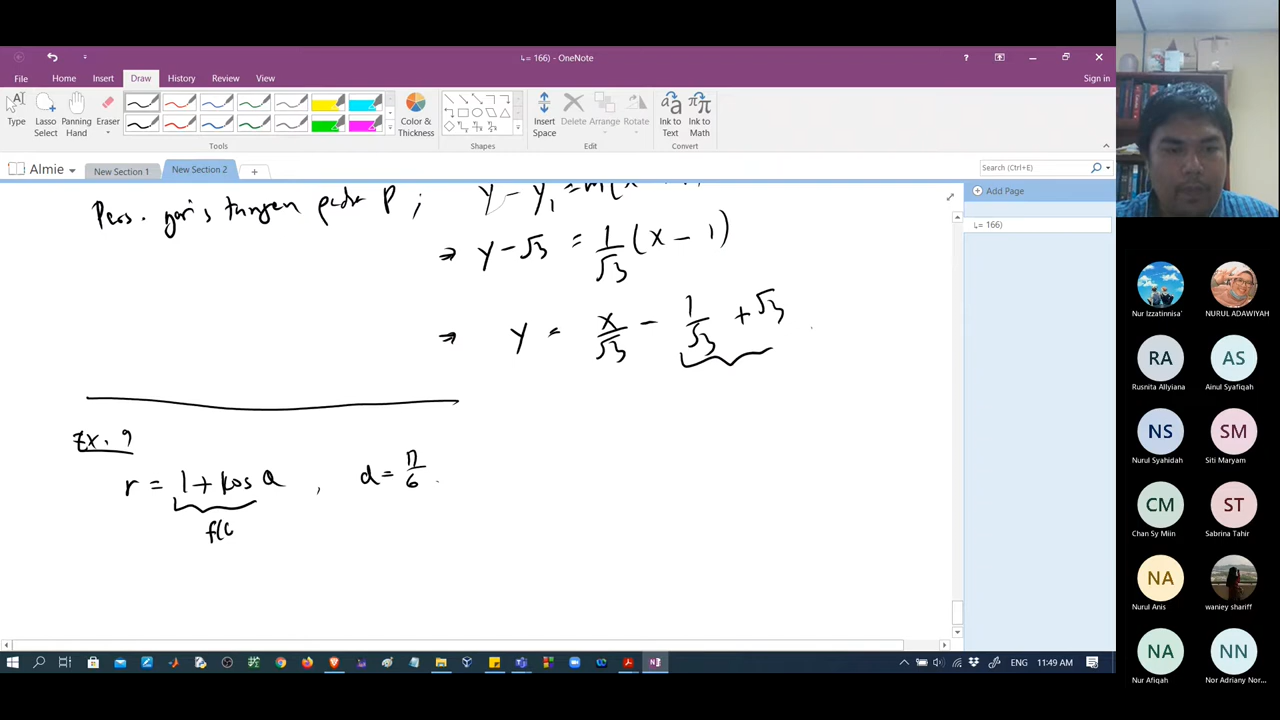 ↳= 166) - OneNote
File Home Insert Draw History Review View
Sign in
Type
Lasso Select
Panning Hand
Eraser
Color & Thickness
Insert Space
Delete
Arrange
Rotate
Ink to Text
Ink to Math
Tools
Shapes
Edit
Convert
Almie
New Section 1
New Section 2
Search (Ctrl+E)
Add Page
↳= 166)
Pers. garis tangen pada P ;
y - y₁ = m(x
⇒ y - √3 = 1/√3 (x - 1)
⇒ y = x/√3 - 1/√3 + √3
Ex. 9
r = 1 + kos θ , α = π/6 .
f(
Nur Izzatinnisa'
NURUL ADAWIYAH
RA
AS
Rusnita Allyiana
Ainul Syafiqah
NS
SM
Nurul Syahidah
Siti Maryam
CM
ST
Chan Sy Miin
Sabrina Tahir
NA
Nurul Anis
waniey shariff
NA
NN
Nur Afiqah
Nor Adriany Nor...
ENG
11:49 AM